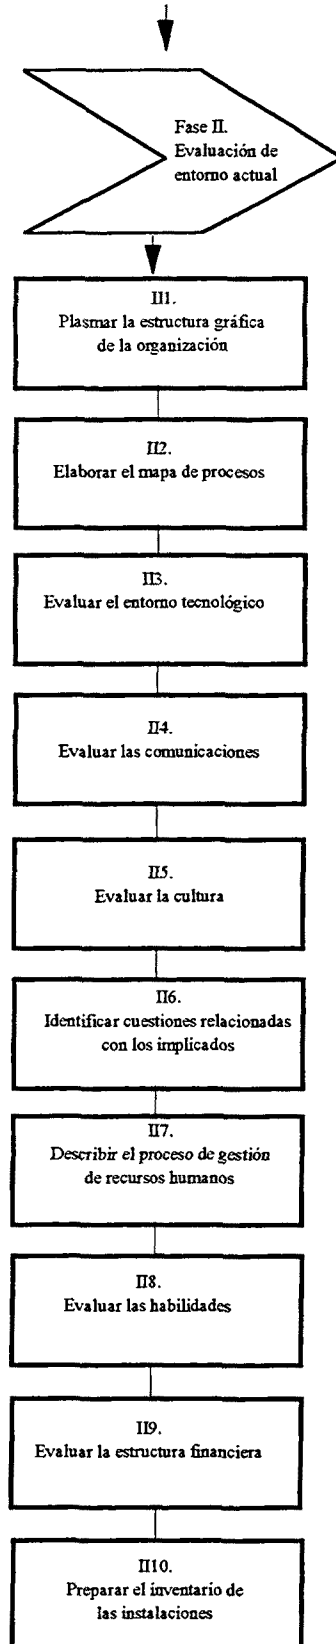 Fase II.
Evaluación de
entorno actual
II1.
Plasmar la estructura gráfica
de la organización
II2.
Elaborar el mapa de procesos
II3.
Evaluar el entorno tecnológico
II4.
Evaluar las comunicaciones
II5.
Evaluar la cultura
II6.
Identificar cuestiones relacionadas
con los implicados
II7.
Describir el proceso de gestión
de recursos humanos
II8.
Evaluar las habilidades
II9.
Evaluar la estructura financiera
II10.
Preparar el inventario de
las instalaciones